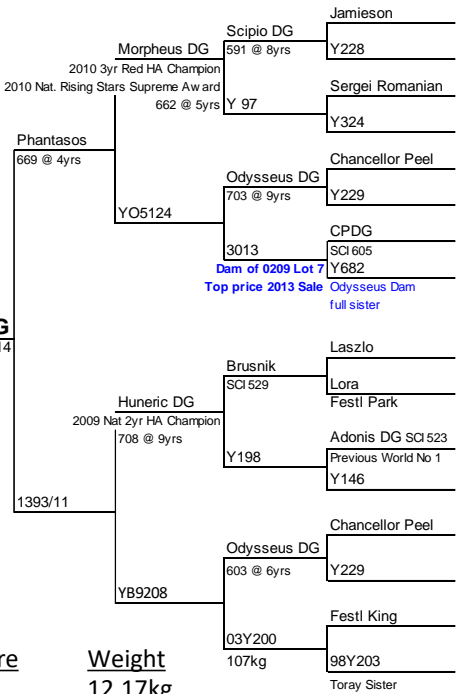 Jamieson
Scipio DG
591 @ 8yrs
Y228
Morpheus DG
2010 3yr Red HA Champion
2010 Nat. Rising Stars Supreme Award
662 @ 5yrs
Sergei Romanian
Y 97
Y324
Phantasos
669 @ 4yrs
Chancellor Peel
Odysseus DG
703 @ 9yrs
Y229
YO5124
CPDG
SCI 605
3013
Dam of 0209 Lot 7
Y682
Top price 2013 Sale
Odysseus Dam
full sister
G
14
Laszlo
Brusnik
SCI 529
Lora
Festl Park
Huneric DG
2009 Nat 2yr HA Champion
708 @ 9yrs
Adonis DG SCI 523
Previous World No 1
Y198
Y146
1393/11
Chancellor Peel
Odysseus DG
603 @ 6yrs
Y229
YB9208
Festl King
03Y200
107kg
98Y203
Toray Sister
re
Weight
12.17kg